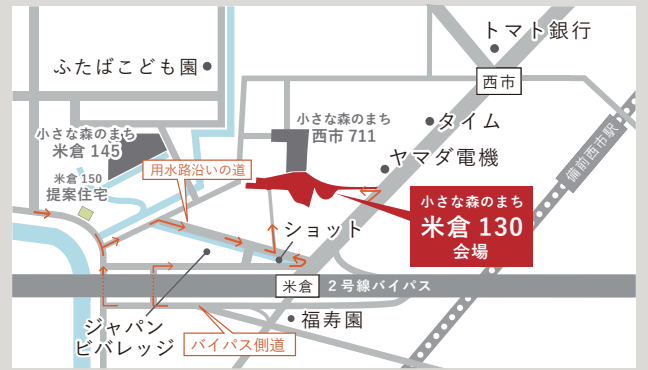 トマト銀行
ふたばこども園
西市
小さな森のまち
西市 711
タイム
小さな森のまち
米倉 145
ヤマダ電機
備前西市駅
用水路沿いの道
米倉 150
提案住宅
小さな森のまち
米倉 130
会場
ショット
米倉
2号線バイパス
ジャパン
ビバレッジ
バイパス側道
福寿園